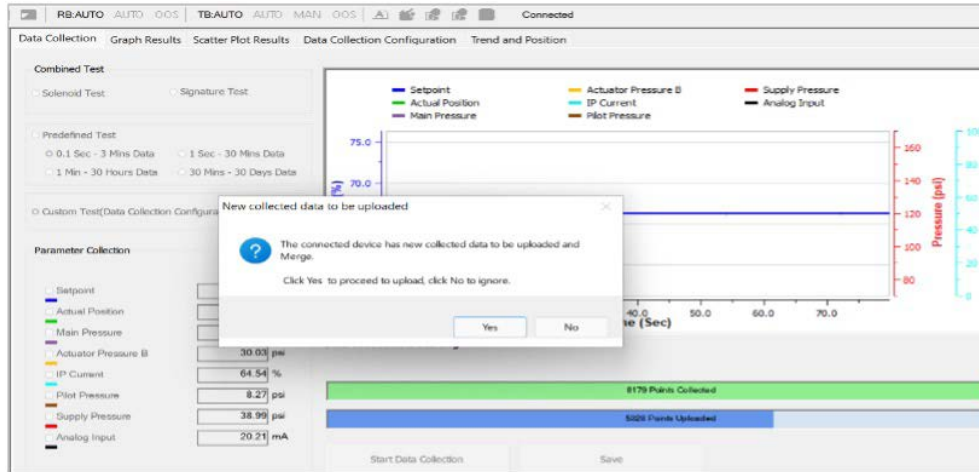 RB:AUTO AUTO OOS TB:AUTO AUTO MAN OOS Connected
Data Collection Graph Results Scatter Plot Results Data Collection Configuration Trend and Position
Combined Test
Solenoid Test Signature Test
Predefined Test
0.1 Sec - 3 Mins Data 1 Sec - 30 Mins Data
1 Min - 30 Hours Data 30 Mins - 30 Days Data
Custom Test(Data Collection Configura
Parameter Collection
Setpoint
Actual Position
Main Pressure
Actuator Pressure B 30.03 psi
IP Current 64.54 %
Pilot Pressure 8.27 psi
Supply Pressure 38.99 psi
Analog Input 20.21 mA
Setpoint Actuator Pressure B Supply Pressure
Actual Position IP Current Analog Input
Main Pressure Pilot Pressure
75.0
70.0
(%)
160
140
120
100
80
Pressure (psi)
100
80
60
40
20
0
40.0 50.0 60.0 70.0
e (Sec)
New collected data to be uploaded
The connected device has new collected data to be uploaded and
Merge.
Click Yes to proceed to upload, click No to ignore.
Yes No
8179 Points Collected
Points Uploaded
Start Data Collection Save